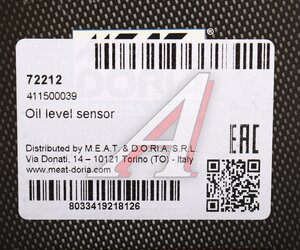 MEAT
DORIA
72212
411500039
Oil level sensor
EAC
Distributed by M.E.A.T. & D.O.R.I.A. S.R.L.
Via Donati, 14 – 10121 Torino (TO) - Italy
www.meat-doria.com
8033419218126